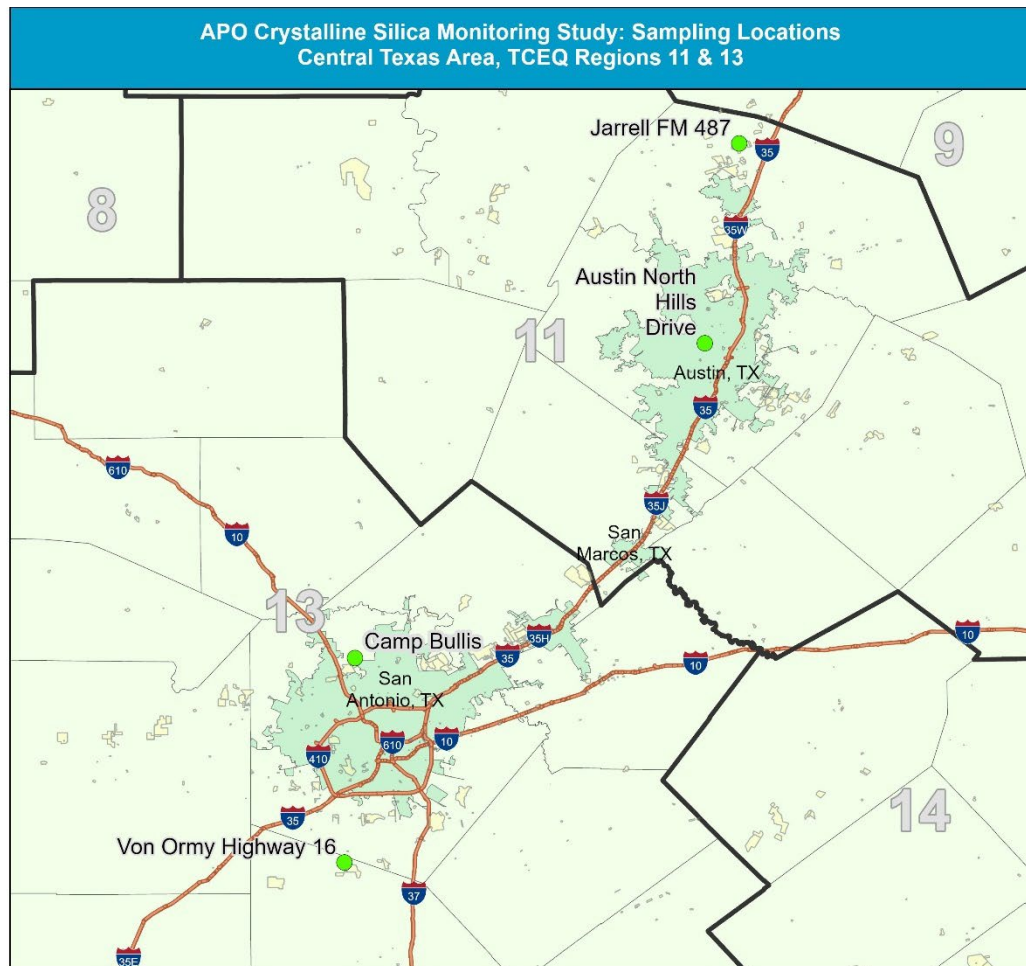 APO Crystalline Silica Monitoring Study: Sampling Locations
Central Texas Area, TCEQ Regions 11 & 13
Jarrell FM 487
35
9
8
35W
Austin North
Hills
Drive
11
Austin, TX
35
610
35J
10
San
Marcos, TX
13
35H
10
Camp Bullis
35
10
San
Antonio, TX
610
10
410
14
35
Von Ormy Highway 16
37
35E